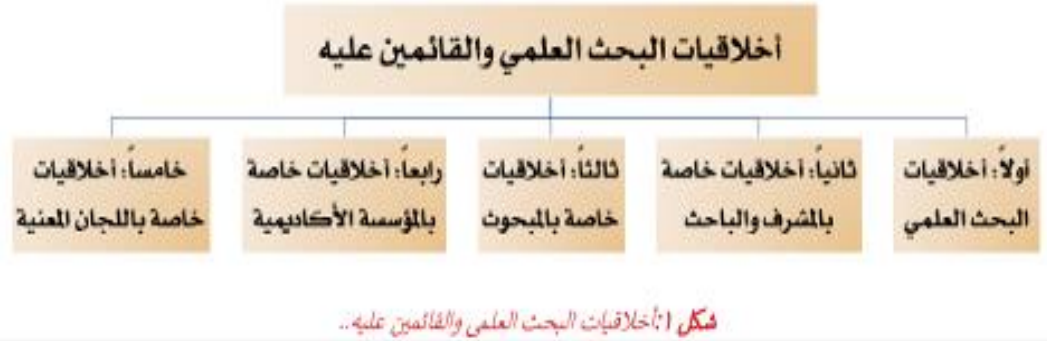 أخلاقيات البحث العلمي والقائمين عليه
أولاً: أخلاقيات
البحث العلمي
ثانياً: أخلاقيات خاصة
بالمشرف والباحث
ثالثاً: أخلاقيات
خاصة بالمبحوث
رابعاً: أخلاقيات خاصة
بالمؤسسة الأكاديمية
خامساً: أخلاقيات
خاصة باللجان المعنية
شكل 1: أخلاقيات البحث العلمي والقائمين عليه..